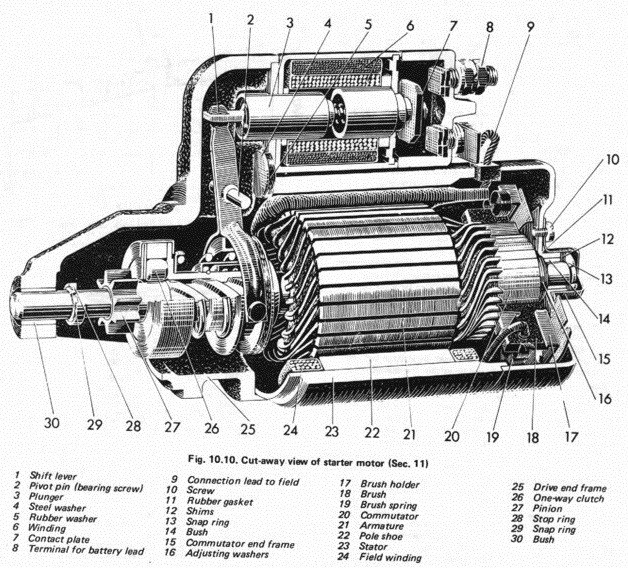 1 2 3 4 5 6 7 8 9
10
11
12
13
14
15
16
30 29 28 27 26 25 24 23 22 21 20 19 18 17
Fig. 10.10. Cut-away view of starter motor (Sec. 11)
1 Shift lever
2 Pivot pin (bearing screw)
3 Plunger
4 Steel washer
5 Rubber washer
6 Winding
7 Contact plate
8 Terminal for battery lead
9 Connection lead to field
10 Screw
11 Rubber gasket
12 Shims
13 Snap ring
14 Bush
15 Commutator end frame
16 Adjusting washers
17 Brush holder
18 Brush
19 Brush spring
20 Commutator
21 Armature
22 Pole shoe
23 Stator
24 Field winding
25 Drive end frame
26 One-way clutch
27 Pinion
28 Stop ring
29 Snap ring
30 Bush